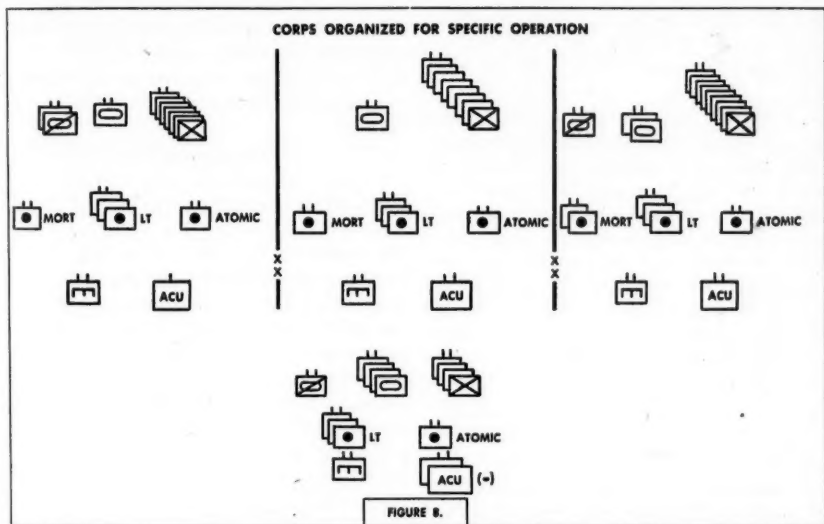 CORPS ORGANIZED FOR SPECIFIC OPERATION
MORT LT ATOMIC
MORT LT ATOMIC
MORT LT ATOMIC
X
X
X
X
ACU
ACU
ACU
LT ATOMIC
ACU (-)
FIGURE 8.